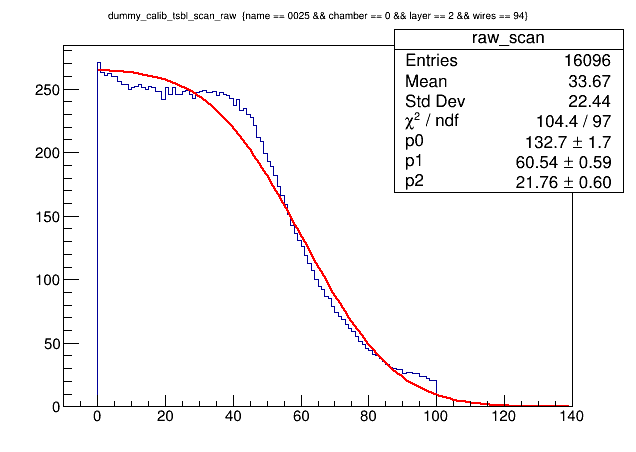 dummy_calib_tsbl_scan_raw {name == 0025 && chamber == 0 && layer == 2 && wires == 94}
raw_scan
Entries 16096
Mean 33.67
Std Dev 22.44
χ² / ndf 104.4 / 97
p0 132.7 ± 1.7
p1 60.54 ± 0.59
p2 21.76 ± 0.60
250
200
150
100
50
0
0 20 40 60 80 100 120 140